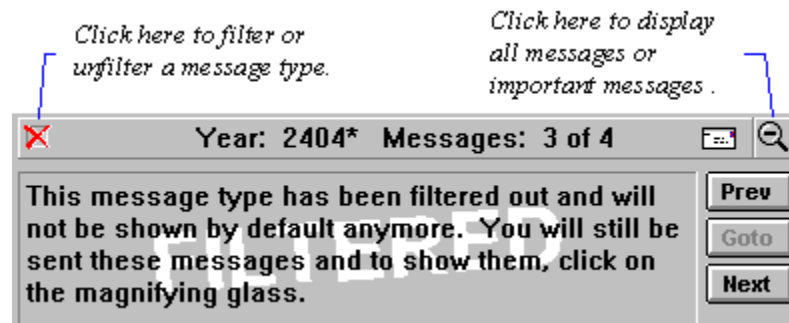 Click here to filter or
unfilter a message type.
Click here to display
all messages or
important messages .
Year: 2404* Messages: 3 of 4
This message type has been filtered out and will
not be shown by default anymore. You will still be
sent these messages and to show them, click on
the magnifying glass.
FILTERED
Prev
Goto
Next